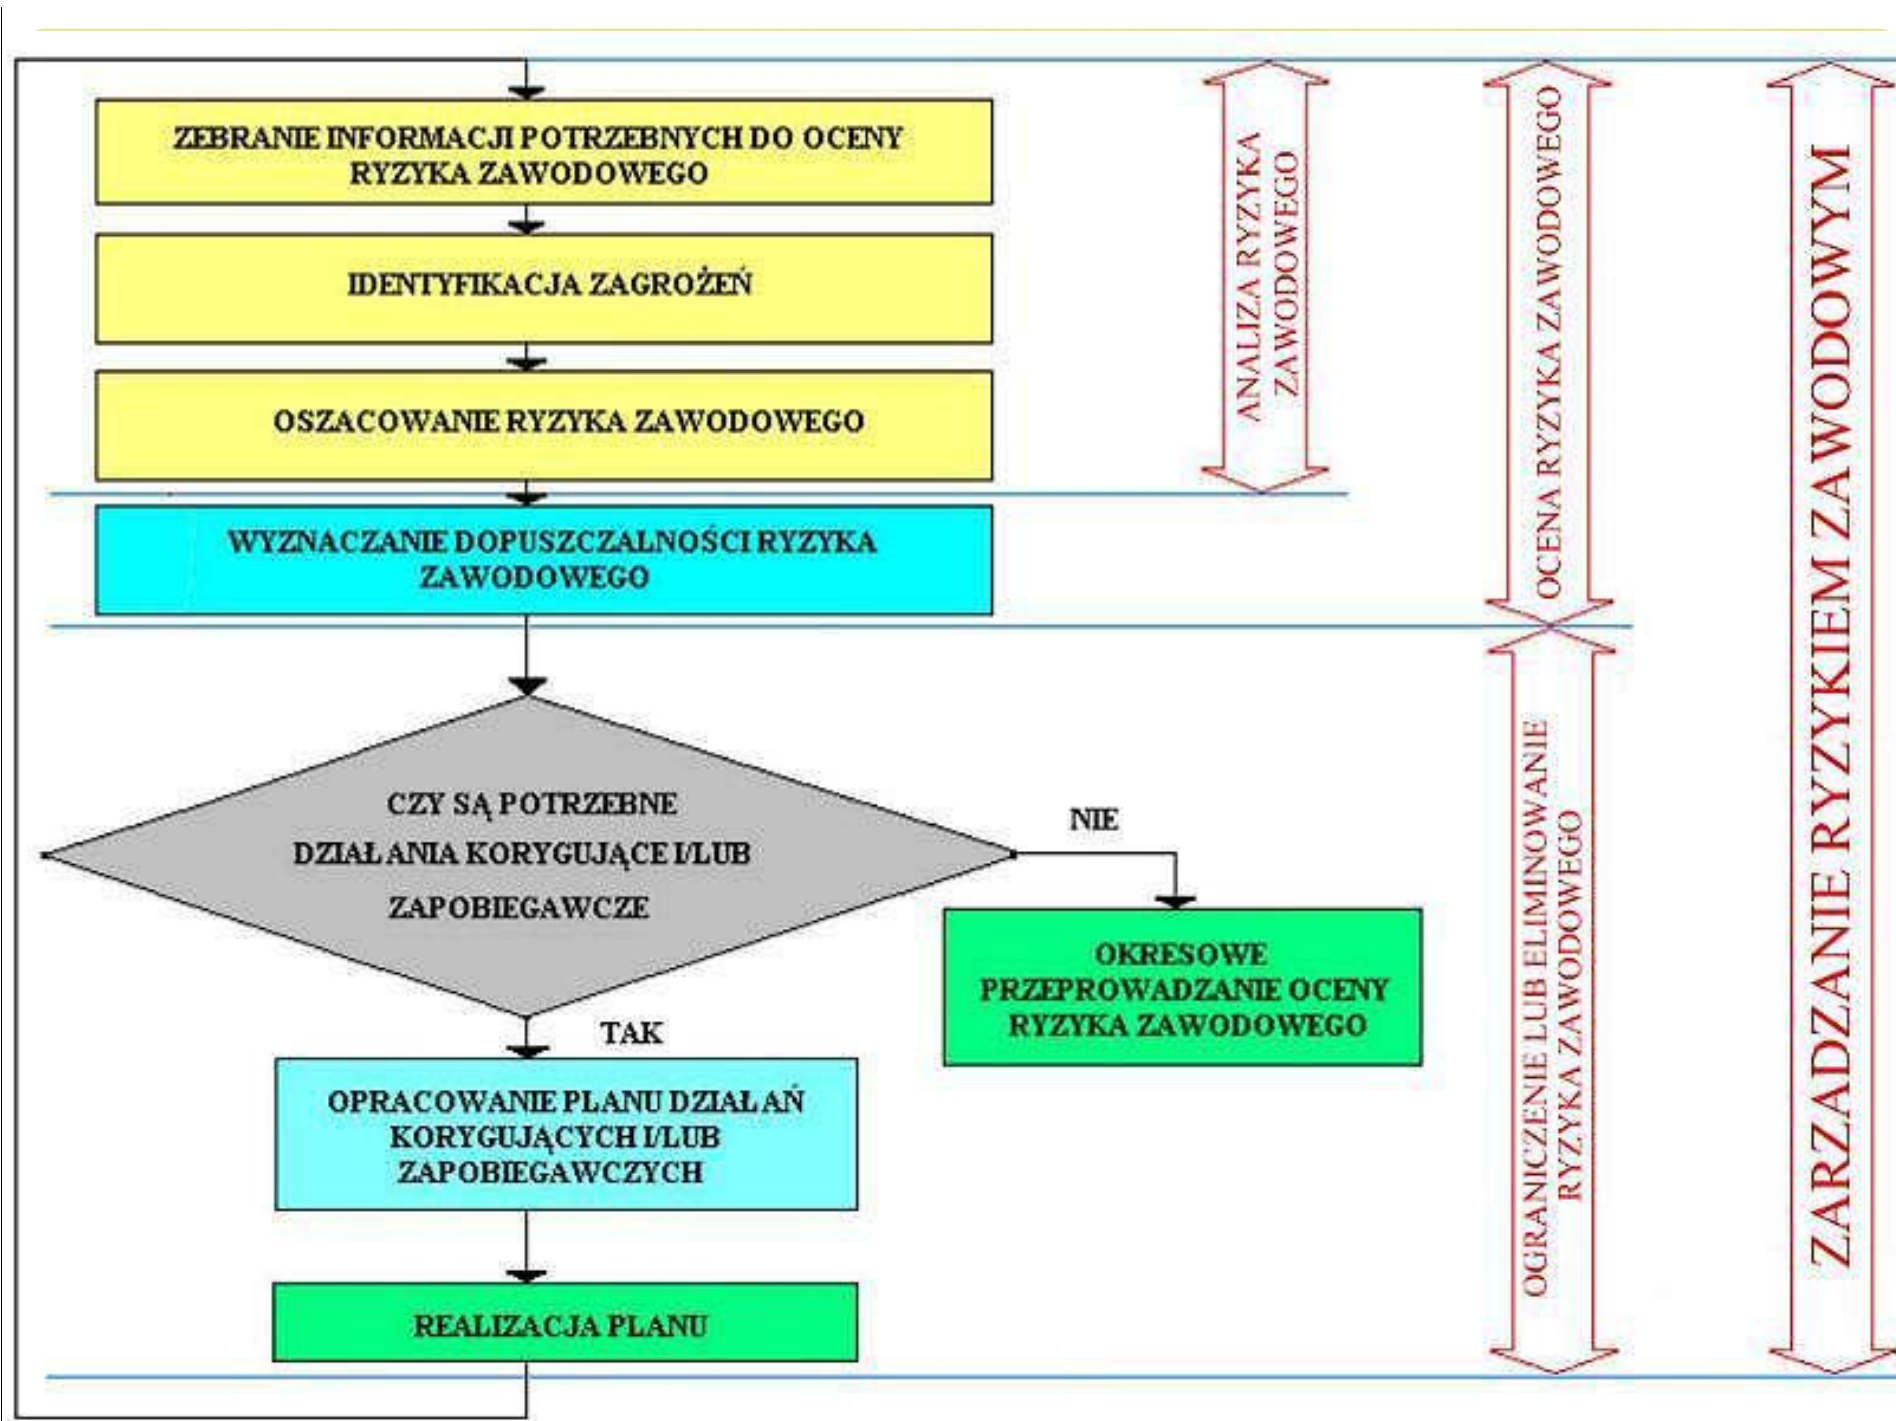 ZEBRANIE INFORMACJI POTRZEBNYCH DO OCENY
RYZYKA ZAWODOWEGO
IDENTYFIKACJA ZAGROŻEŃ
OSZACOWANIE RYZYKA ZAWODOWEGO
WYZNACZANIE DOPUSZCZALNOŚCI RYZYKA
ZAWODOWEGO
CZY SĄ POTRZEBNE
DZIAŁANIA KORYGUJĄCE I/LUB
ZAPOBIEGAWCZE
NIE
OKRESOWE
PRZEPROWADZANIE OCENY
RYZYKA ZAWODOWEGO
TAK
OPRACOWANIE PLANU DZIAŁAŃ
KORYGUJĄCYCH I/LUB
ZAPOBIEGAWCZYCH
REALIZACJA PLANU
ANALIZA RYZYKA
ZAWODOWEGO
OCENA RYZYKA ZAWODOWEGO
OGRANICZENIE LUB ELIMINOWANIE
RYZYKA ZAWODOWEGO
ZARZADZANIE RYZYKIEM ZAWODOWYM